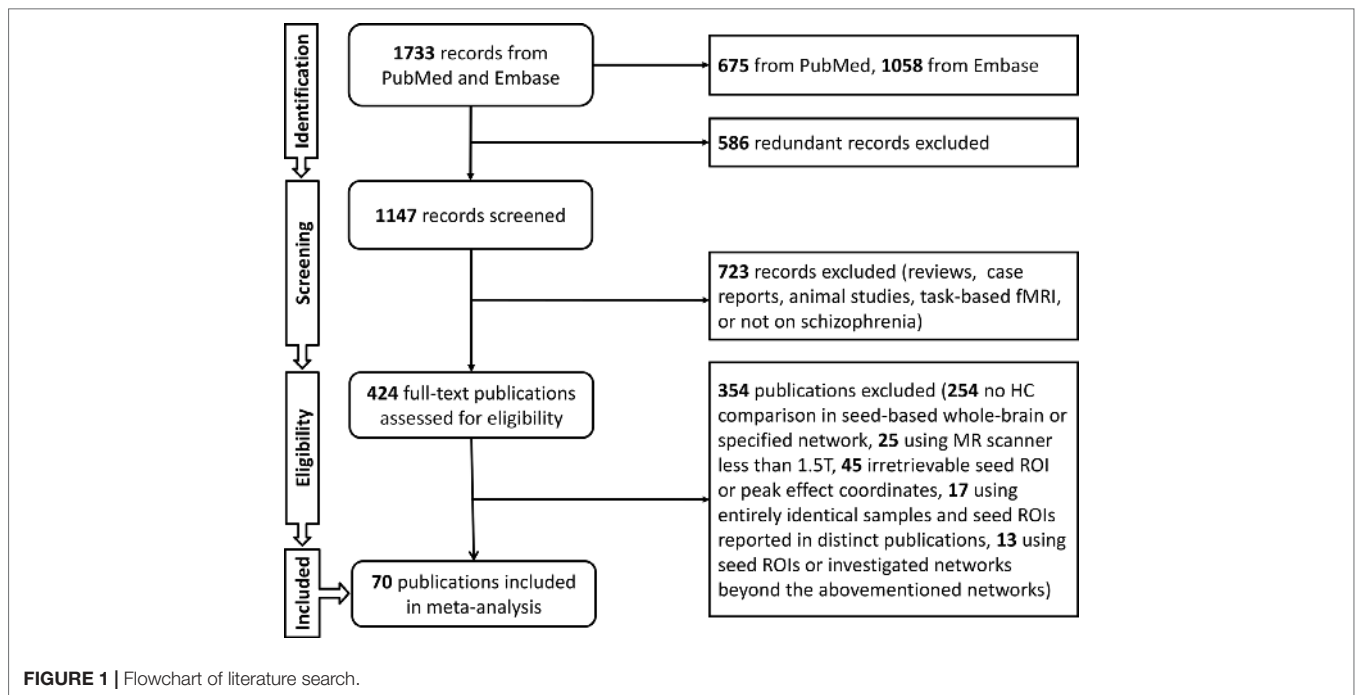 Identification
1733 records from
PubMed and Embase
675 from PubMed, 1058 from Embase
586 redundant records excluded
Screening
1147 records screened
723 records excluded (reviews, case
reports, animal studies, task-based fMRI,
or not on schizophrenia)
Eligibility
424 full-text publications
assessed for eligibility
354 publications excluded (254 no HC
comparison in seed-based whole-brain or
specified network, 25 using MR scanner
less than 1.5T, 45 irretrievable seed ROI
or peak effect coordinates, 17 using
entirely identical samples and seed ROIs
reported in distinct publications, 13 using
seed ROIs or investigated networks
beyond the abovementioned networks)
Included
70 publications included
in meta-analysis
FIGURE 1 | Flowchart of literature search.